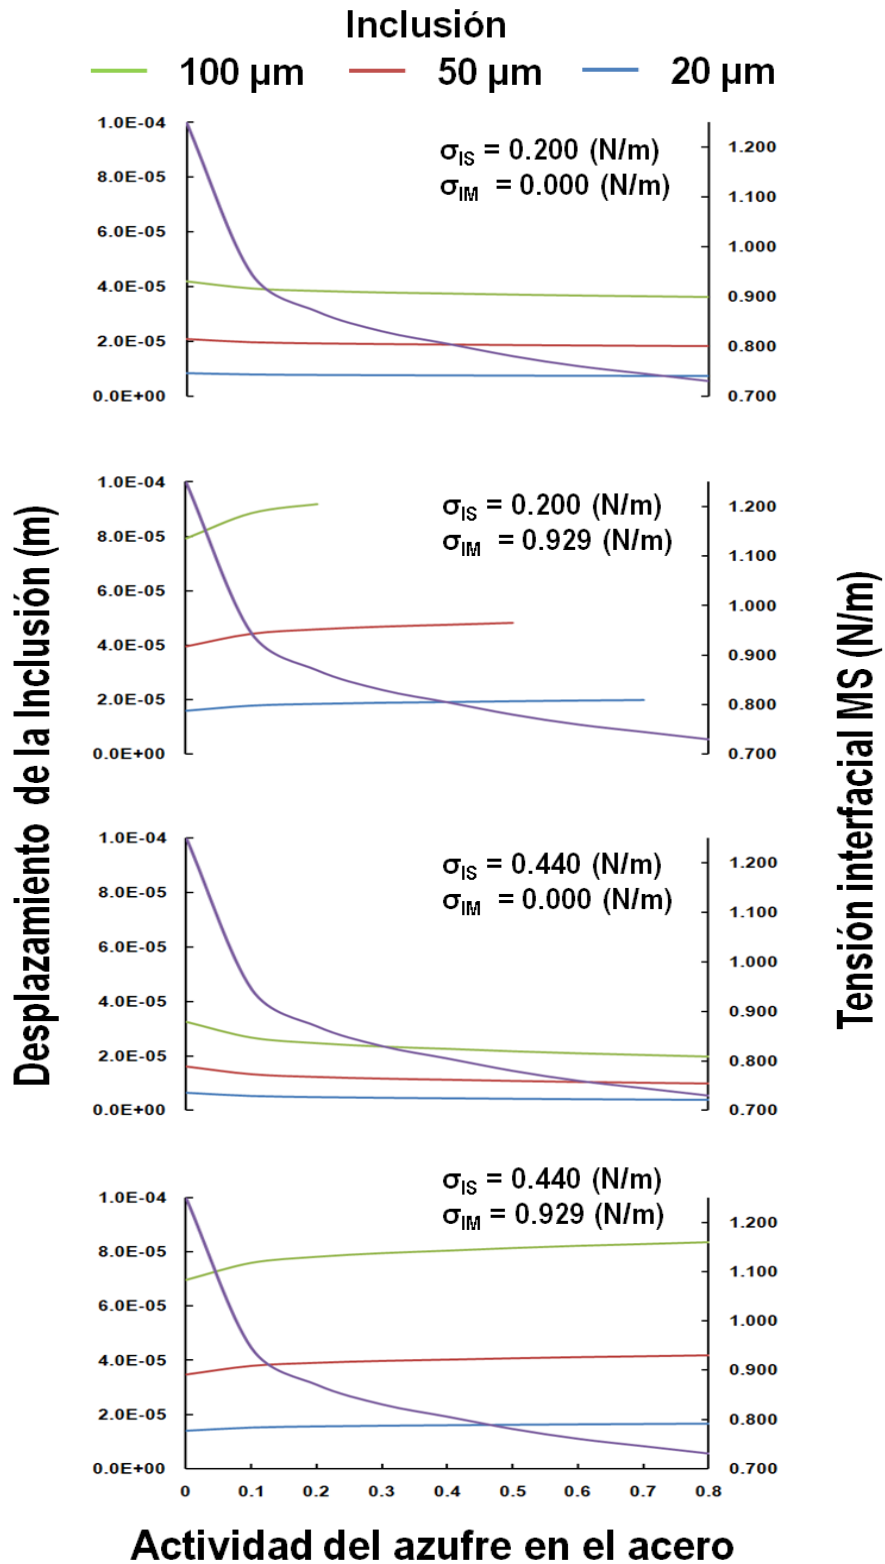 Inclusión
100 µm 50 µm 20 µm
1.0E-04
8.0E-05
6.0E-05
4.0E-05
2.0E-05
0.0E+00
σIS = 0.200 (N/m)
σIM = 0.000 (N/m)
1.200
1.100
1.000
0.900
0.800
0.700
1.0E-04
8.0E-05
6.0E-05
4.0E-05
2.0E-05
0.0E+00
σIS = 0.200 (N/m)
σIM = 0.929 (N/m)
1.200
1.100
1.000
0.900
0.800
0.700
Desplazamiento de la Inclusión (m)
Tensión interfacial MS (N/m)
1.0E-04
8.0E-05
6.0E-05
4.0E-05
2.0E-05
0.0E+00
σIS = 0.440 (N/m)
σIM = 0.000 (N/m)
1.200
1.100
1.000
0.900
0.800
0.700
σIS = 0.440 (N/m)
σIM = 0.929 (N/m)
1.0E-04
8.0E-05
6.0E-05
4.0E-05
2.0E-05
0.0E+00
1.200
1.100
1.000
0.900
0.800
0.700
0 0.1 0.2 0.3 0.4 0.5 0.6 0.7 0.8
Actividad del azufre en el acero